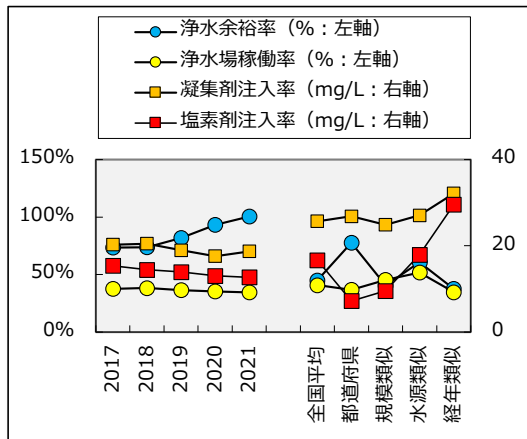 浄水余裕率（%：左軸）
浄水場稼働率（%：左軸）
凝集剤注入率（mg/L：右軸）
塩素剤注入率（mg/L：右軸）
150%
100%
50%
0%
40
20
0
2017
2018
2019
2020
2021
全国平均
都道府県
規模類似
水源類似
経年類似